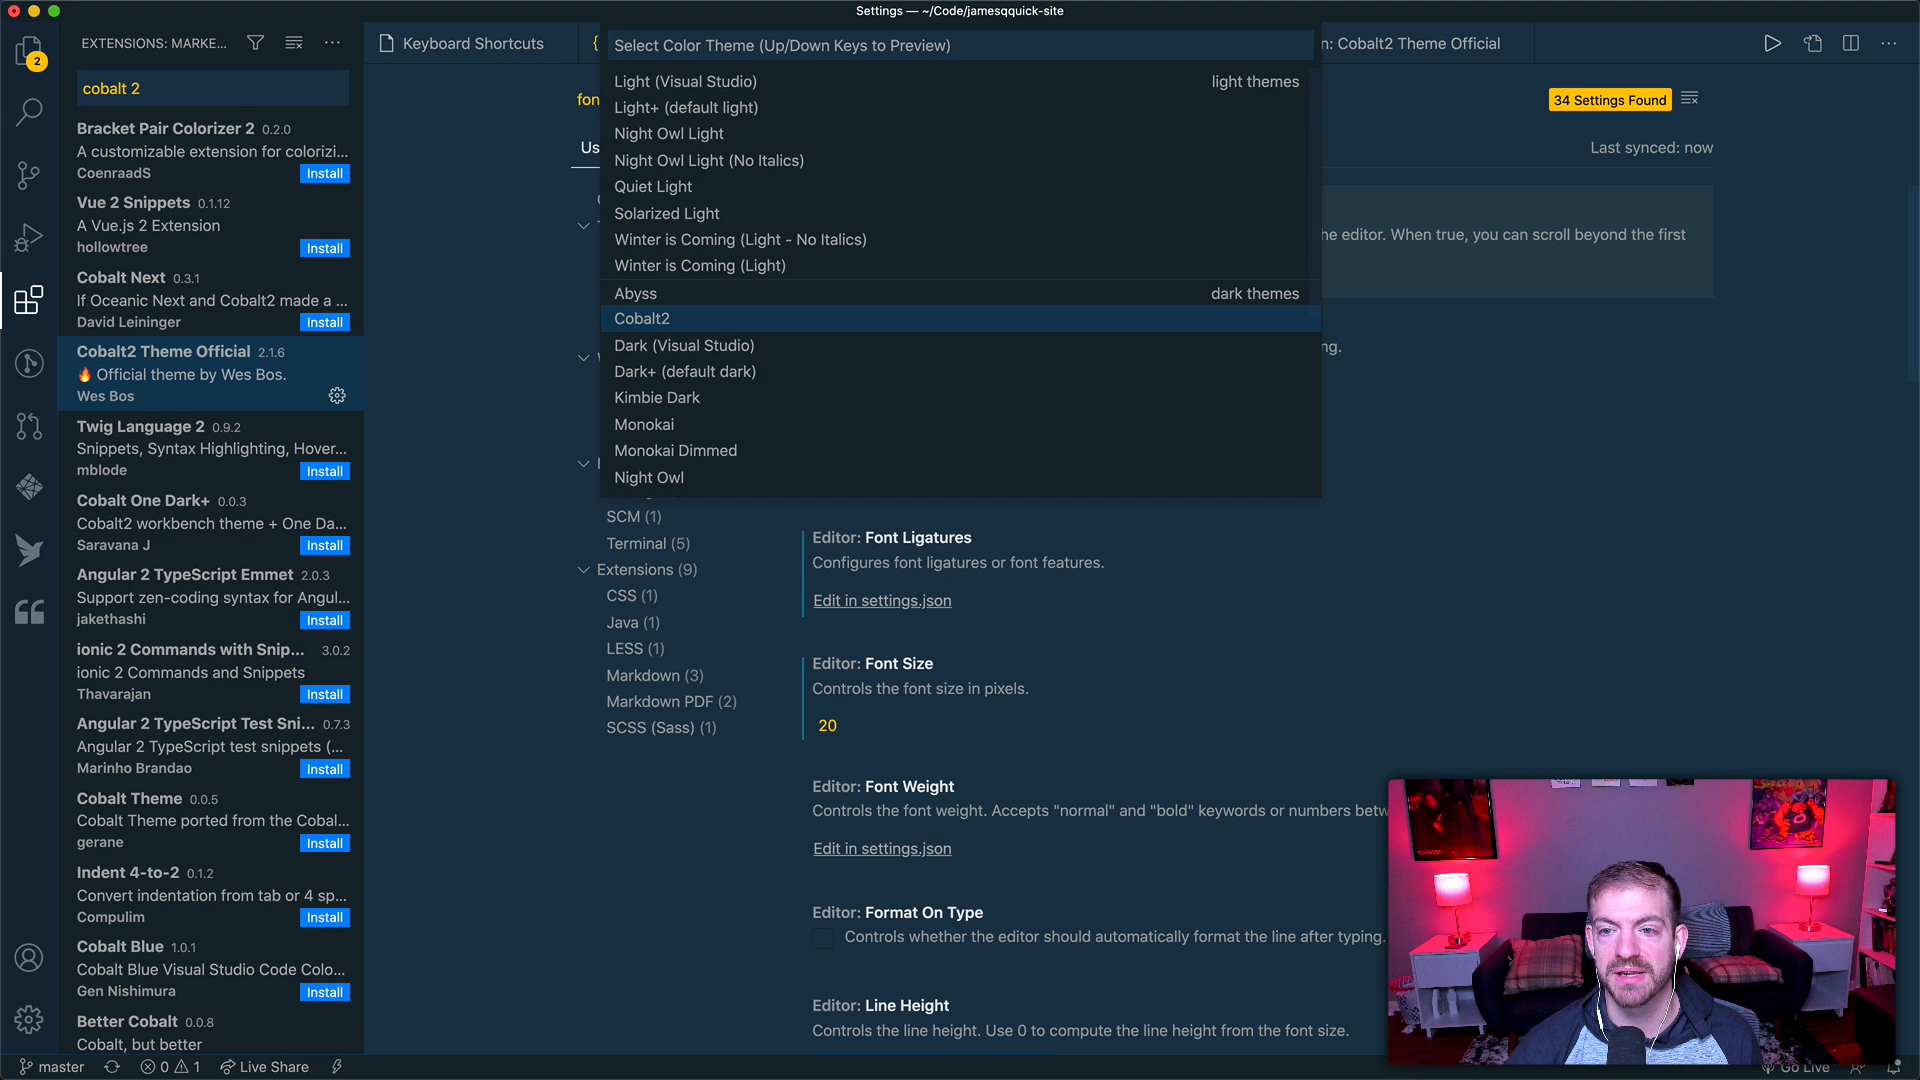 Settings — ~/Code/jamesqquick-site
EXTENSIONS: MARKE...
2
cobalt 2
Bracket Pair Colorizer 2 0.2.0
A customizable extension for colorizi...
CoenraadS
Install
Vue 2 Snippets 0.1.12
A Vue.js 2 Extension
hollowtree
Install
Cobalt Next 0.3.1
If Oceanic Next and Cobalt2 made a ...
David Leininger
Install
Cobalt2 Theme Official 2.1.6
🔥 Official theme by Wes Bos.
Wes Bos
Twig Language 2 0.9.2
Snippets, Syntax Highlighting, Hover...
mblode
Install
Cobalt One Dark+ 0.0.3
Cobalt2 workbench theme + One Da...
Saravana J
Install
Angular 2 TypeScript Emmet 2.0.3
Support zen-coding syntax for Angul...
jakethashi
Install
ionic 2 Commands with Snip... 3.0.2
ionic 2 Commands and Snippets
Thavarajan
Install
Angular 2 TypeScript Test Sni... 0.7.3
Angular 2 TypeScript test snippets (...
Marinho Brandao
Install
Cobalt Theme 0.0.5
Cobalt Theme ported from the Cobal...
gerane
Install
Indent 4-to-2 0.1.2
Convert indentation from tab or 4 sp...
Compulim
Install
Cobalt Blue 1.0.1
Cobalt Blue Visual Studio Code Colo...
Gen Nishimura
Install
Better Cobalt 0.0.8
Cobalt, but better
Keyboard Shortcuts
{
n: Cobalt2 Theme Official
Select Color Theme (Up/Down Keys to Preview)
Light (Visual Studio) light themes
Light+ (default light)
Night Owl Light
Night Owl Light (No Italics)
Quiet Light
Solarized Light
Winter is Coming (Light - No Italics)
Winter is Coming (Light)
Abyss dark themes
Cobalt2
Dark (Visual Studio)
Dark+ (default dark)
Kimbie Dark
Monokai
Monokai Dimmed
Night Owl
fon
34 Settings Found
Us
Last synced: now
he editor. When true, you can scroll beyond the first
ng.
SCM (1)
Terminal (5)
Extensions (9)
CSS (1)
Java (1)
LESS (1)
Markdown (3)
Markdown PDF (2)
SCSS (Sass) (1)
Editor: Font Ligatures
Configures font ligatures or font features.
Edit in settings.json
Editor: Font Size
Controls the font size in pixels.
20
Editor: Font Weight
Controls the font weight. Accepts "normal" and "bold" keywords or numbers betw
Edit in settings.json
Editor: Format On Type
Controls whether the editor should automatically format the line after typing.
Editor: Line Height
Controls the line height. Use 0 to compute the line height from the font size.
master
0
1
Live Share
Go Live